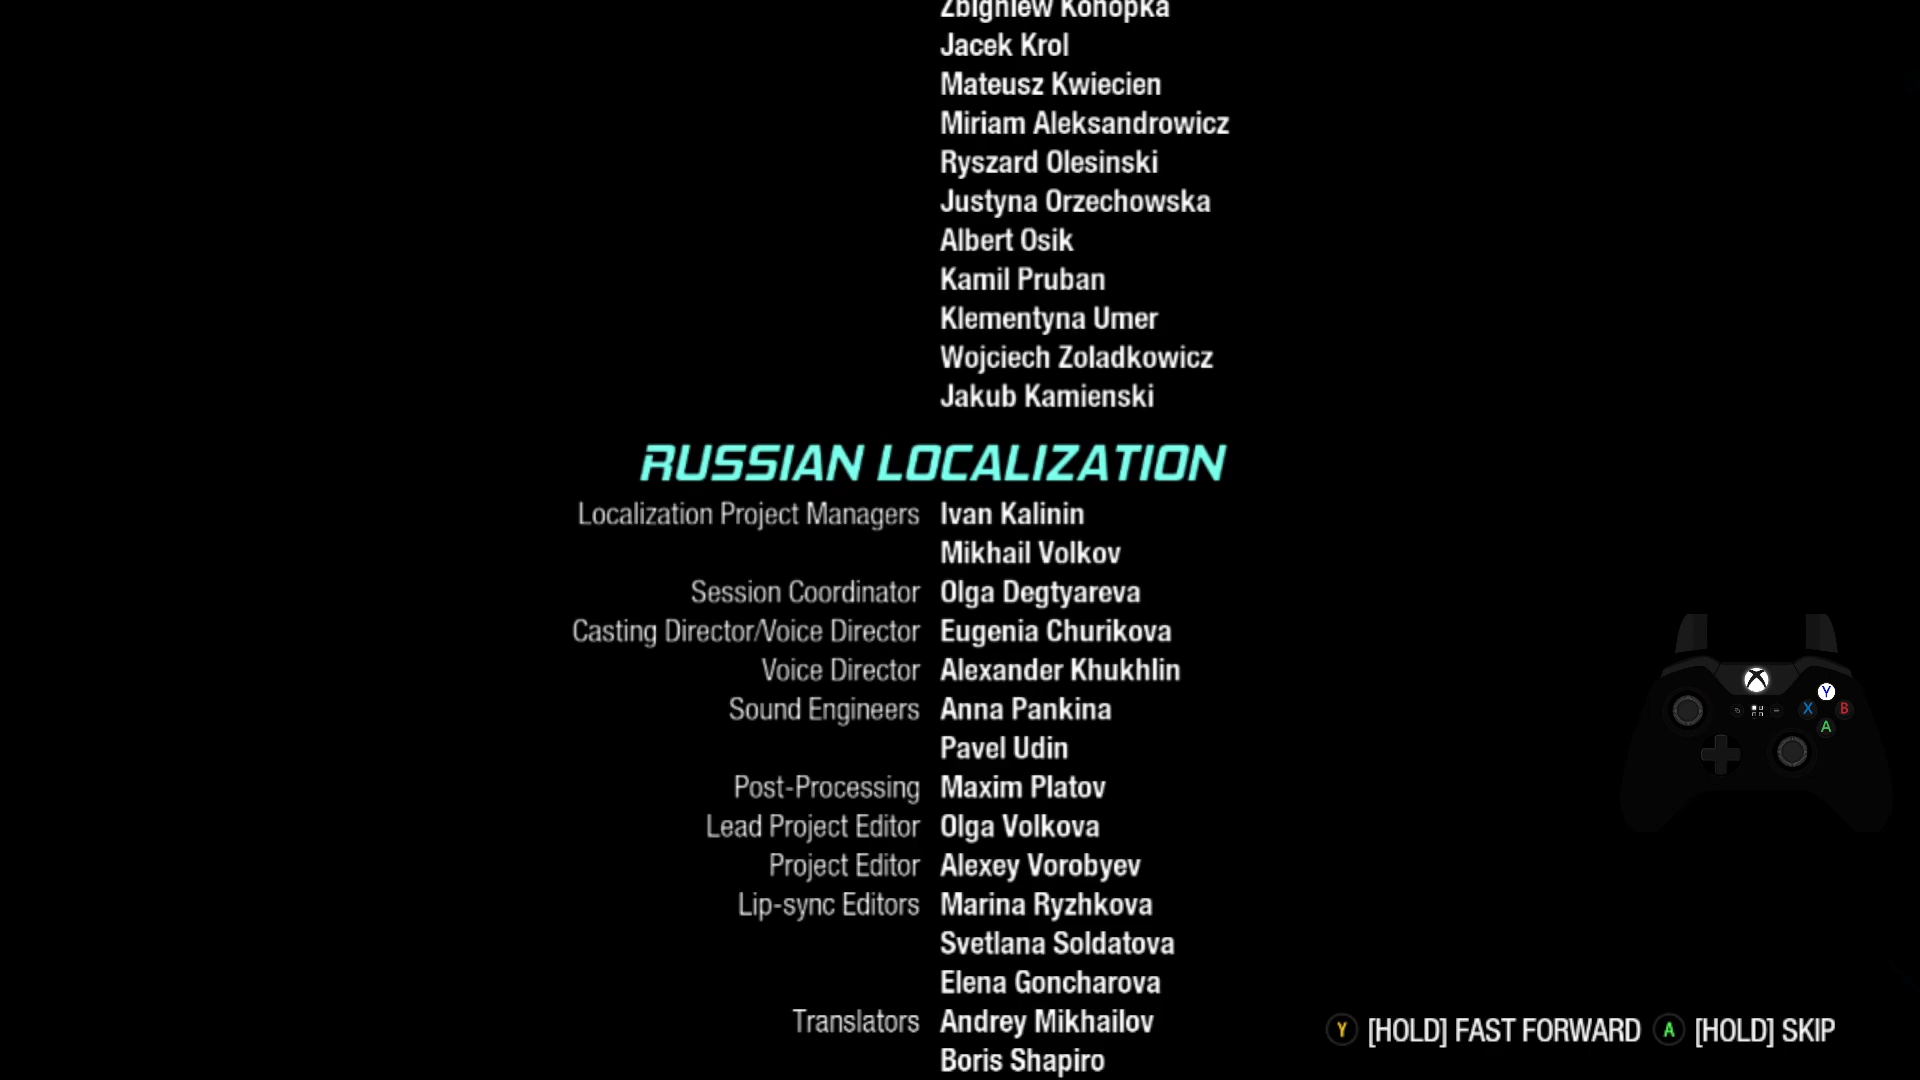 Zbigniew Konopka
Jacek Krol
Mateusz Kwiecien
Miriam Aleksandrowicz
Ryszard Olesinski
Justyna Orzechowska
Albert Osik
Kamil Pruban
Klementyna Umer
Wojciech Zoladkowicz
Jakub Kamienski
RUSSIAN LOCALIZATION
Localization Project Managers Ivan Kalinin
Mikhail Volkov
Session Coordinator Olga Degtyareva
Casting Director/Voice Director Eugenia Churikova
Voice Director Alexander Khukhlin
Sound Engineers Anna Pankina
Pavel Udin
Post-Processing Maxim Platov
Lead Project Editor Olga Volkova
Project Editor Alexey Vorobyev
Lip-sync Editors Marina Ryzhkova
Svetlana Soldatova
Elena Goncharova
Translators Andrey Mikhailov
Boris Shapiro
Y
X B
A
Y [HOLD] FAST FORWARD A [HOLD] SKIP